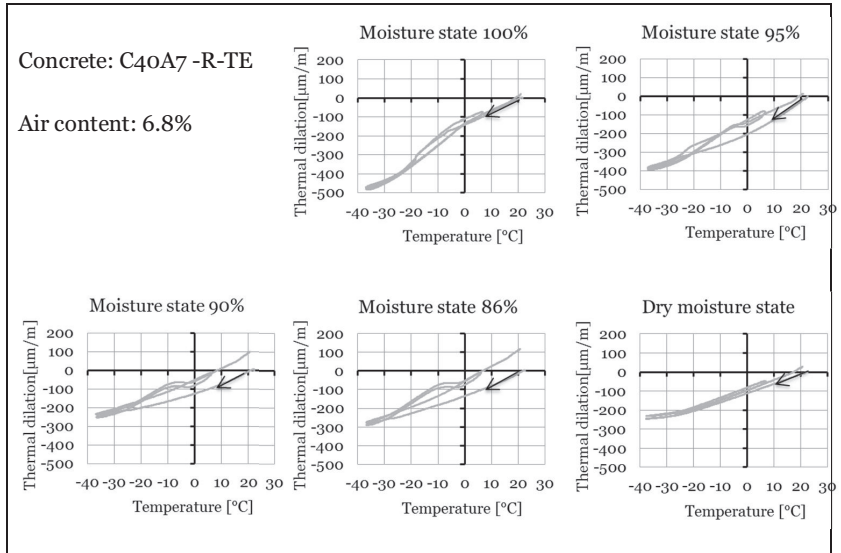 Concrete: C40A7 -R-TE
Air content: 6.8%
Moisture state 100%
Thermal dilation[µm/m]
200
100
0
-100
-200
-300
-400
-500
-40 -30 -20 -10 0 10 20 30
Temperature [°C]
Moisture state 95%
Thermal dilation[µm/m]
200
100
0
-100
-200
-300
-400
-500
-40 -30 -20 -10 0 10 20 30
Temperature [°C]
Moisture state 90%
Thermal dilation[µm/m]
200
100
0
-100
-200
-300
-400
-500
-40 -30 -20 -10 0 10 20 30
Temperature [°C]
Moisture state 86%
Thermal dilation[µm/m]
200
100
0
-100
-200
-300
-400
-500
-40 -30 -20 -10 0 10 20 30
Temperature [°C]
Dry moisture state
Thermal dilation[µm/m]
200
100
0
-100
-200
-300
-400
-500
-40 -30 -20 -10 0 10 20 30
Temperature [°C]